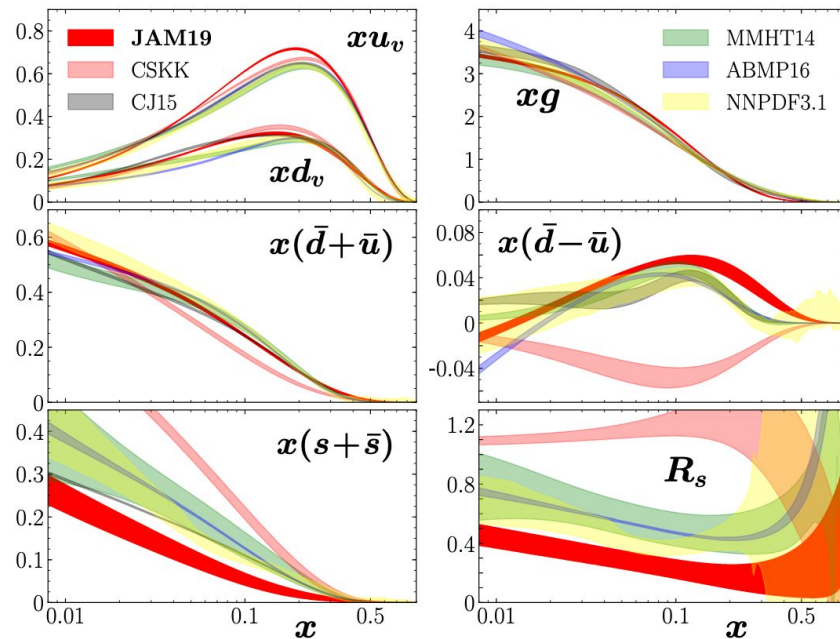 0.8
0.6
0.4
0.2
0
JAM19
CSKK
CJ15
xu_v
xd_v
4
3
2
1
0
xg
MMHT14
ABMP16
NNPDF3.1
0.6
0.4
0.2
0
x(d̄+ū)
0.08
0.04
0
-0.04
x(d̄−ū)
0.4
0.3
0.2
0.1
0
x(s+s̄)
0.01
0.1
0.5
x
1.2
0.8
0.4
0
R_s
0.01
0.1
0.5
x